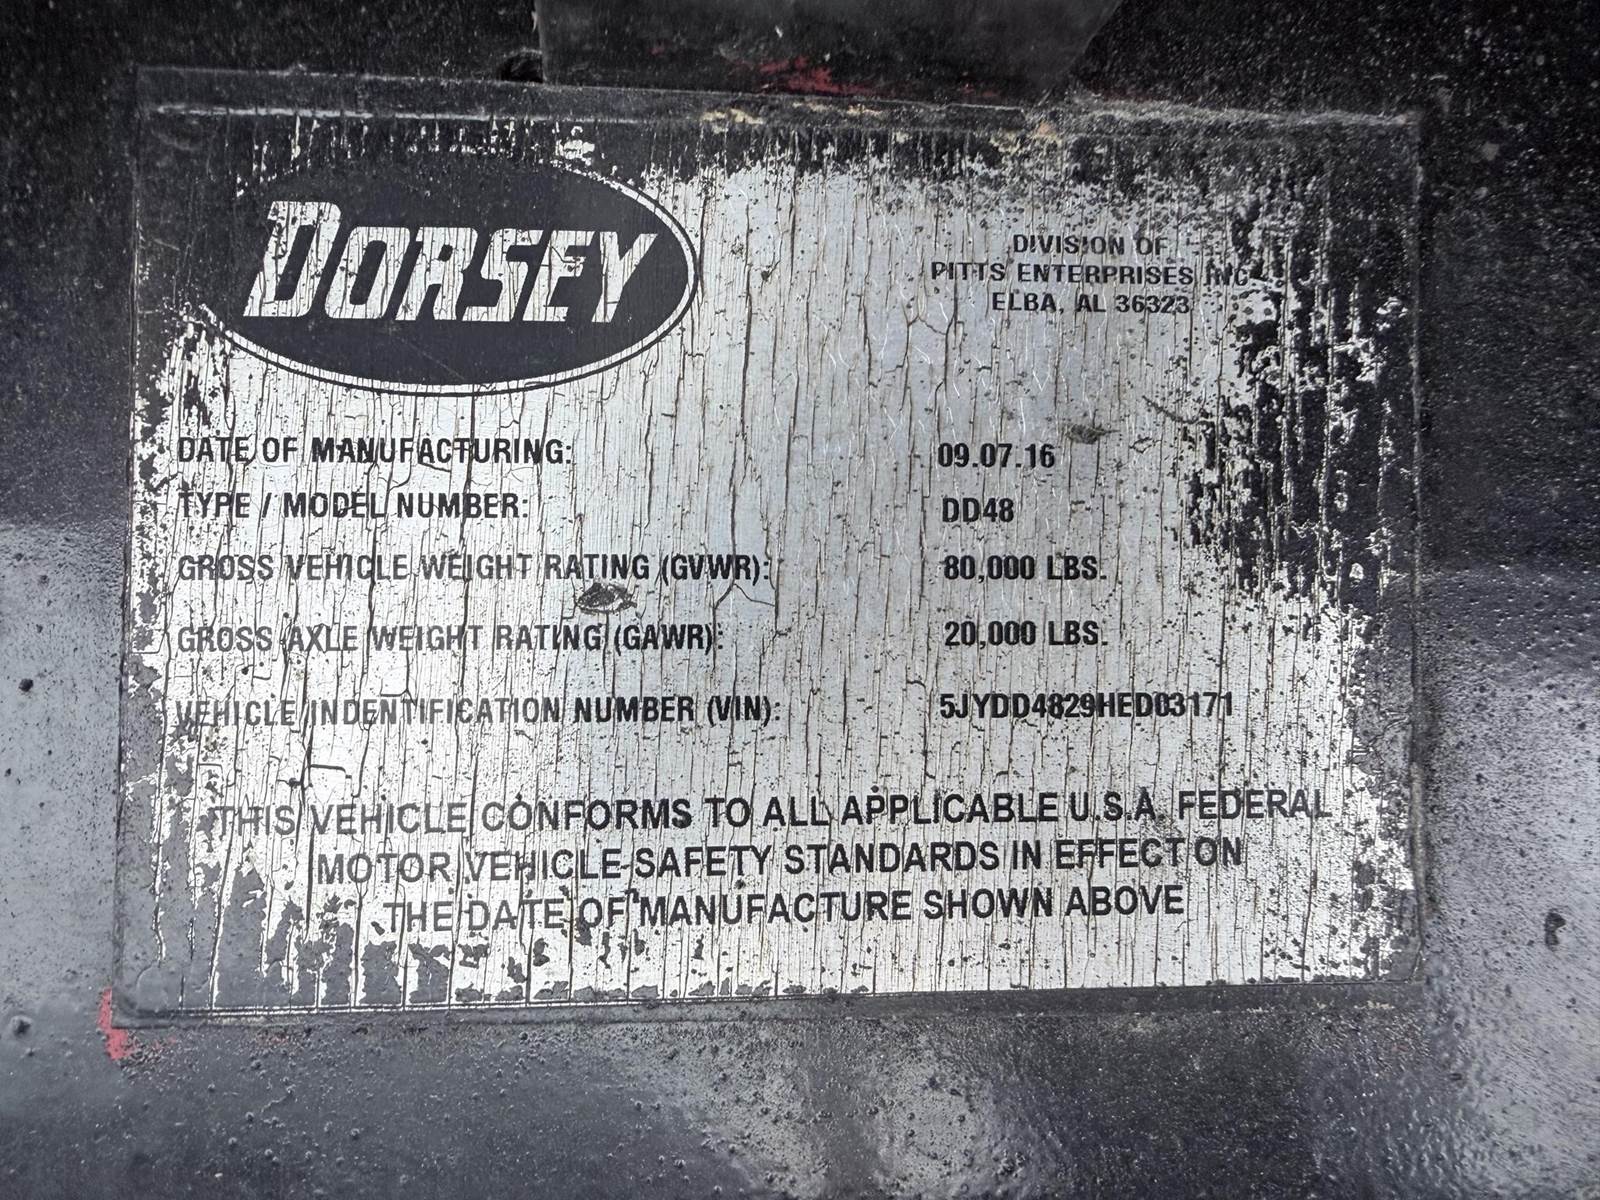 DORSEY
DIVISION OF
PITTS ENTERPRISES INC
ELBA, AL 36323
DATE OF MANUFACTURING: 09.07.16
TYPE / MODEL NUMBER: DD48
GROSS VEHICLE WEIGHT RATING (GVWR): 80,000 LBS.
GROSS AXLE WEIGHT RATING (GAWR): 20,000 LBS.
VEHICLE INDENTIFICATION NUMBER (VIN): 5JYDD4829HED03171
THIS VEHICLE CONFORMS TO ALL APPLICABLE U.S.A. FEDERAL
MOTOR VEHICLE SAFETY STANDARDS IN EFFECT ON
THE DATE OF MANUFACTURE SHOWN ABOVE